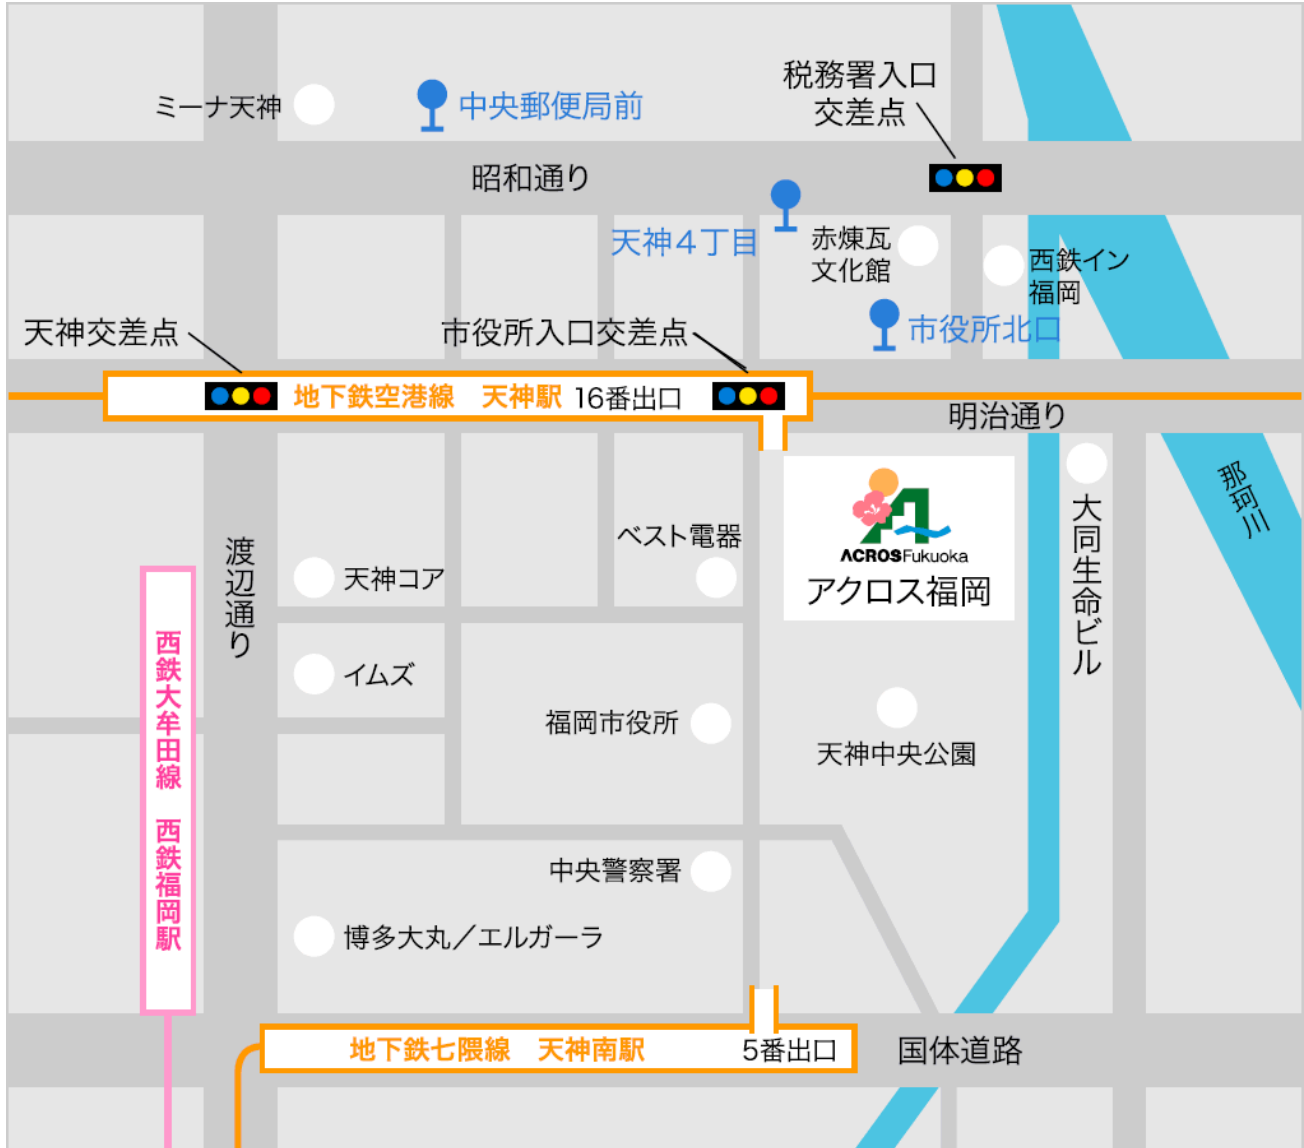 ミーナ天神
中央郵便局前
税務署入口
交差点
昭和通り
天神4丁目
赤煉瓦
文化館
西鉄イン
福岡
天神交差点
市役所入口交差点
市役所北口
地下鉄空港線 天神駅 16番出口
明治通り
那珂川
ACROS Fukuoka
アクロス福岡
大同生命ビル
ベスト電器
渡辺通り
天神コア
イムズ
西鉄大牟田線 西鉄福岡駅
福岡市役所
天神中央公園
中央警察署
博多大丸／エルガーラ
地下鉄七隈線 天神南駅 5番出口
国体道路